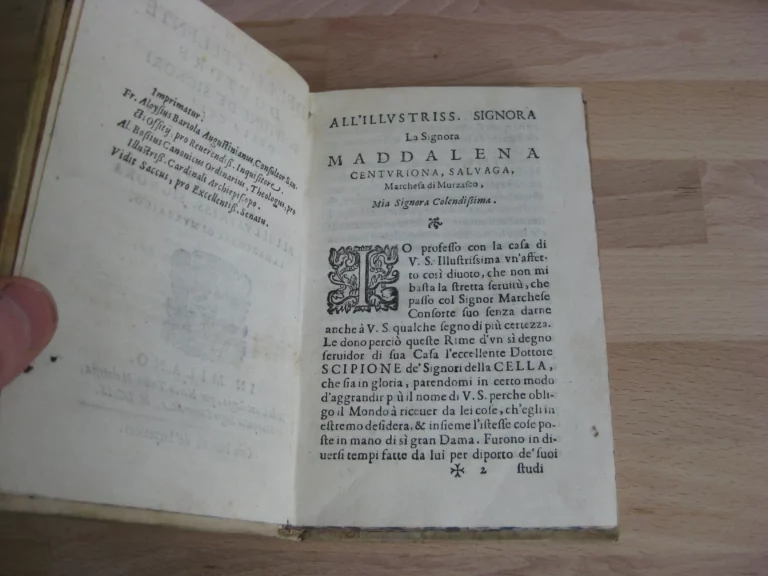 Imprimatur.
Fr. Aloysius Bariola Augustinianus Consultor San.
Officij, pro Reuerendiss. Inquisitore.
Al. Bossius Canonicus Ordinarius, Theologus, pro
Illustriss. Cardinali Archiepiscopo.
Vidit Saccus, pro Excellentiss. Senatu.
ALL'ILLVSTRISS. SIGNORA
La Signora
MADDALENA
CENTVRIONA, SALVAGA,
Marchesa di Murzasco,
Mia Signora Colendissima.
IO professo con la casa di
V. S. Illustrissima vn'affet-
to così diuoto, che non mi
basta la stretta seruitù, che
passo col Signor Marchese
Consorte suo senza darne
anche à V. S. qualche segno di più certezza.
Le dono perciò queste Rime d'vn sì degno
seruidor di sua Casa l'eccellente Dottore
SCIPIONE de' Signori della CELLA,
che sia in gloria, parendomi in certo modo
d'aggrandir più il nome di V. S. perche obli-
go il Mondo à riceuer da lei cose, ch'egli in
estremo desidera, & insieme l'istesse cose po-
ste in mano di sì gran Dama. Furono in di-
uersi tempi fatte da lui per diporto de' suoi
✠ 2 studi